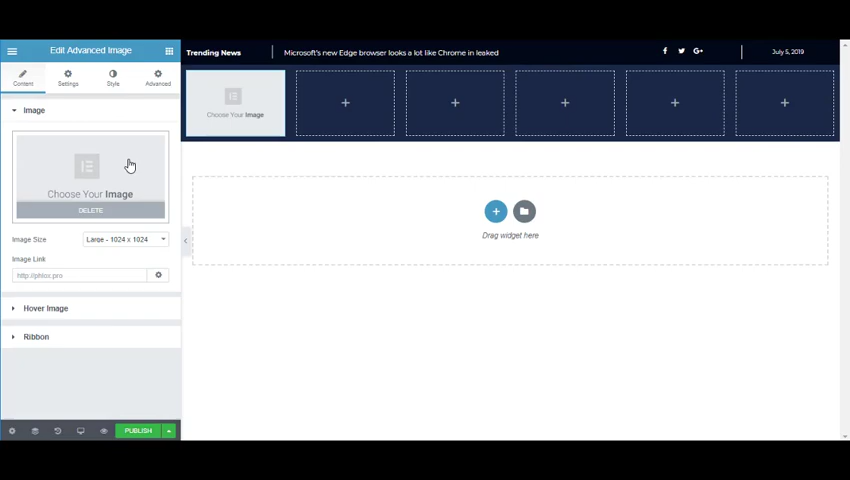 Edit Advanced Image
Content
Settings
Style
Advanced
Image
Choose Your Image
DELETE
Image Size
Large - 1024 x 1024
Image Link
http://phlox.pro
Hover Image
Ribbon
PUBLISH
Trending News
Microsoft's new Edge browser looks a lot like Chrome in leaked
f
G+
July 5, 2019
Choose Your Image
Drag widget here